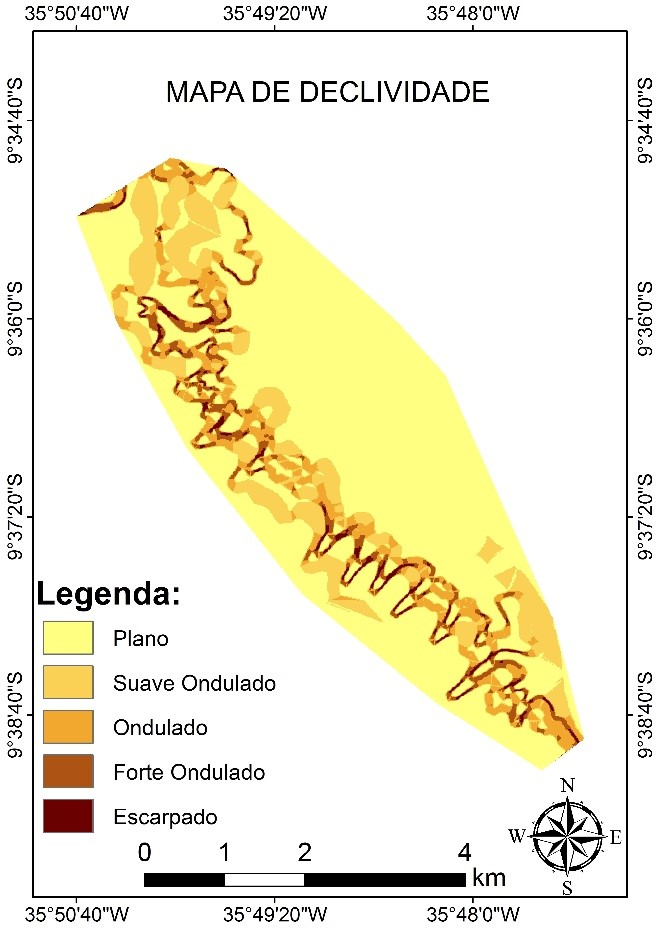 35°50'40"W 35°49'20"W 35°48'0"W
MAPA DE DECLIVIDADE
9°34'40"S 9°34'40"S
9°36'0"S 9°36'0"S
9°37'20"S 9°37'20"S
Legenda:
Plano
Suave Ondulado
9°38'40"S 9°38'40"S
Ondulado
Forte Ondulado
Escarpado
N
W E
S
0 1 2 4
km
35°50'40"W 35°49'20"W 35°48'0"W